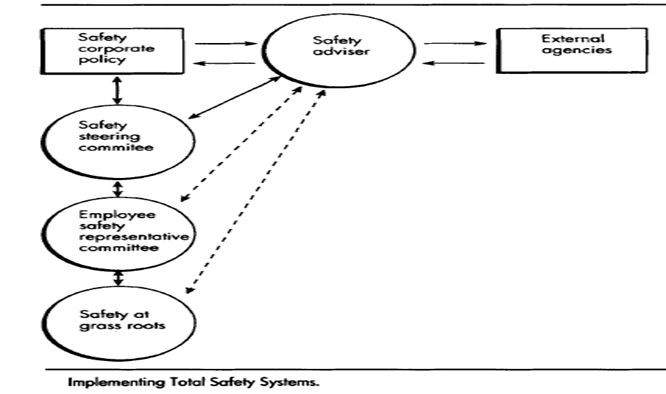 Safety
corporate
policy
Safety
adviser
External
agencies
Safety
steering
commitee
Employee
safety
representative
committee
Safety at
grass roots
Implementing Total Safety Systems.